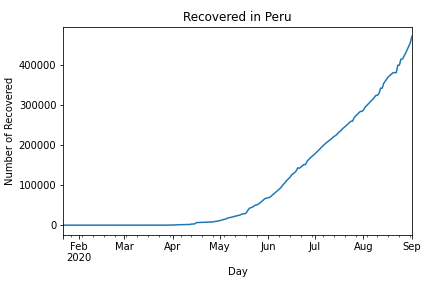 Recovered in Peru
Number of Recovered
400000
300000
200000
100000
0
Feb Mar Apr May Jun Jul Aug Sep
2020
Day